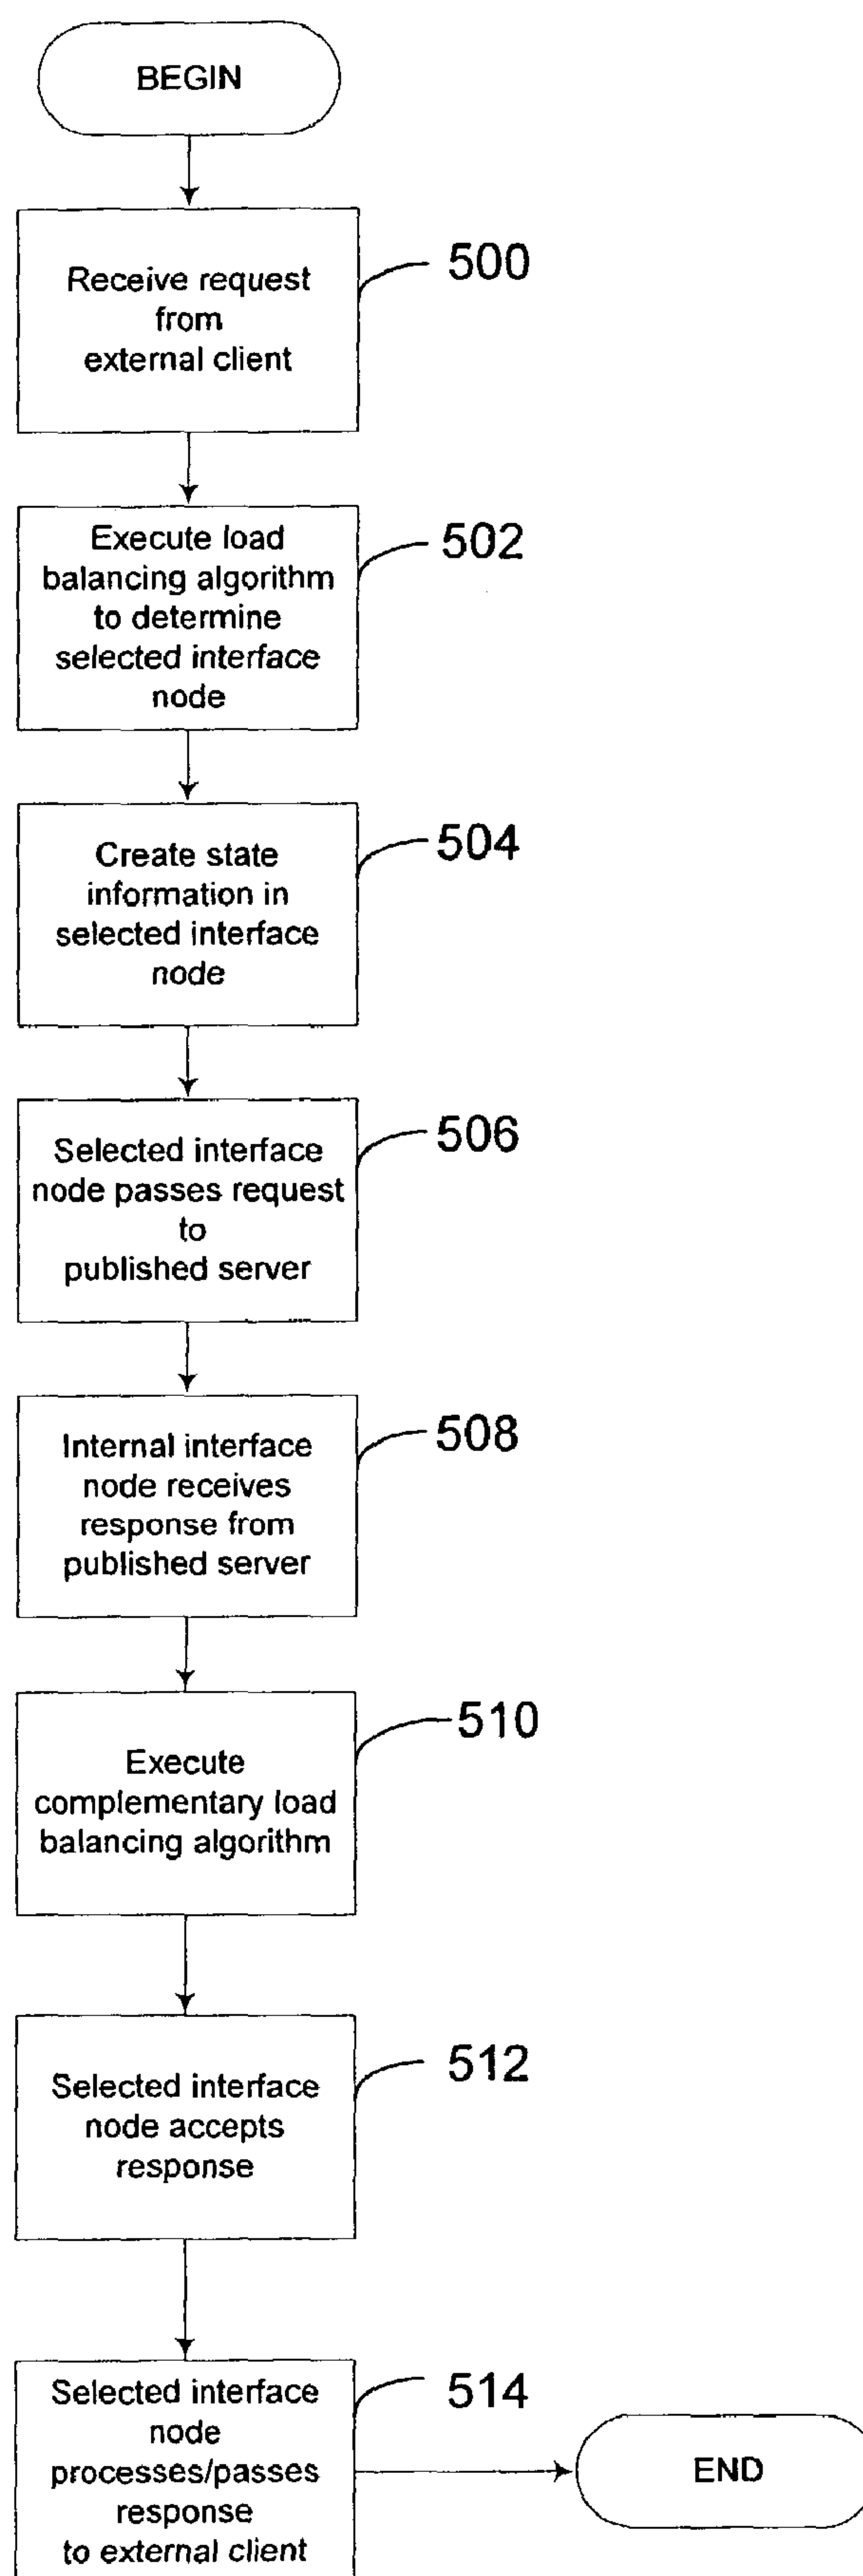 BEGIN
Receive request
from
external client
500
Execute load
balancing algorithm
to determine
selected interface
node
502
Create state
information in
selected interface
node
504
Selected interface
node passes request
to
published server
506
Internal interface
node receives
response from
published server
508
Execute
complementary load
balancing algorithm
510
Selected interface
node accepts
response
512
Selected interface
node
processes/passes
response
to external client
514
END